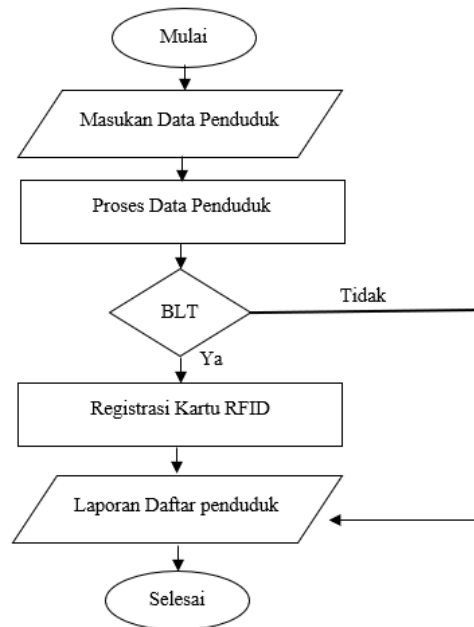 Mulai
Masukan Data Penduduk
Proses Data Penduduk
BLT
Tidak
Ya
Registrasi Kartu RFID
Laporan Daftar penduduk
Selesai